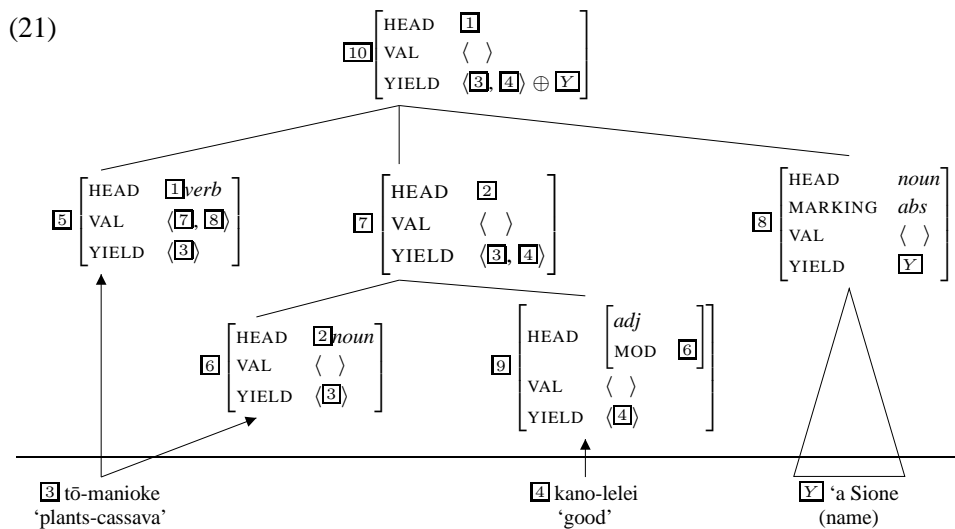 (21)
10 [HEAD 1
VAL ⟨ ⟩
YIELD ⟨3, 4⟩ ⊕ Y]
5 [HEAD 1 verb
VAL ⟨7, 8⟩
YIELD ⟨3⟩]
7 [HEAD 2
VAL ⟨ ⟩
YIELD ⟨3, 4⟩]
8 [HEAD noun
MARKING abs
VAL ⟨ ⟩
YIELD Y]
6 [HEAD 2 noun
VAL ⟨ ⟩
YIELD ⟨3⟩]
9 [HEAD [adj
MOD 6]
VAL ⟨ ⟩
YIELD ⟨4⟩]
3 tō-manioke
‘plants-cassava’
4 kano-lelei
‘good’
Y ‘a Sione
(name)